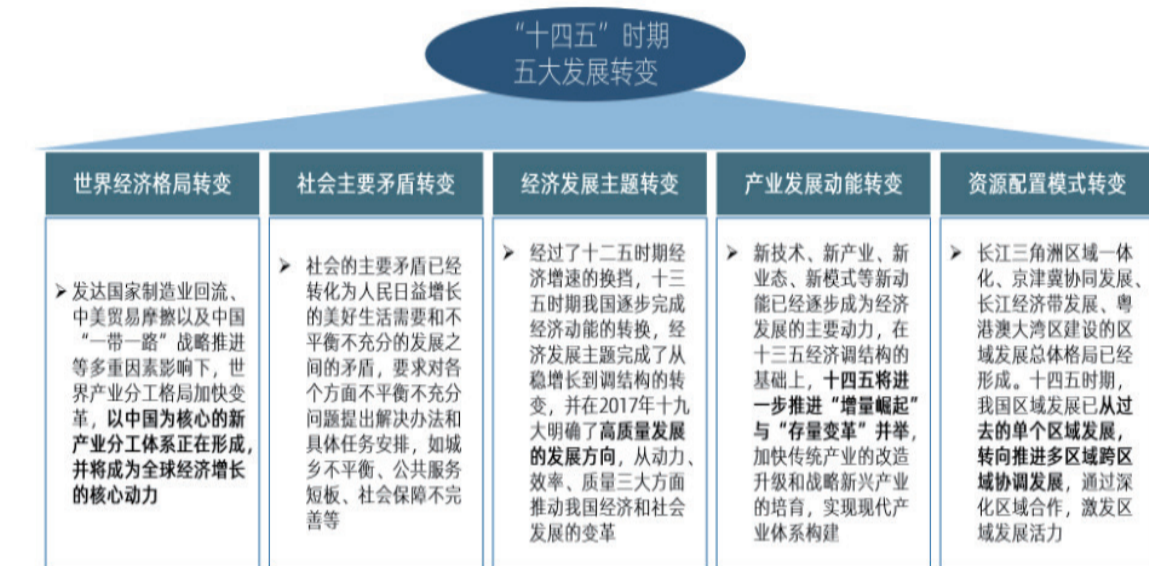 “十四五”时期
五大发展转变
世界经济格局转变
发达国家制造业回流、
中美贸易摩擦以及中国
“一带一路”战略推进
等多重因素影响下，世
界产业分工格局加快变
革，以中国为核心的新
产业分工体系正在形成，
并将成为全球经济增长
的核心动力
社会主要矛盾转变
社会的主要矛盾已经
转化为人民日益增长
的美好生活需要和不
平衡不充分的发展之
间的矛盾，要求对各
个方面不平衡不充分
问题提出解决办法和
具体任务安排，如城
乡不平衡、公共服务
短板、社会保障不完
善等
经济发展主题转变
经过了十二五时期经
济增速的换挡，十三
五时期我国逐步完成
经济动能的转换，经
济发展主题完成了从
稳增长到调结构的转
变，并在2017年十九
大明确了高质量发展
的发展方向，从动力、
效率、质量三大方面
推动我国经济和社会
发展的变革
产业发展动能转变
新技术、新产业、新
业态、新模式等新动
能已经逐步成为经济
发展的主要动力，在
十三五经济调结构的
基础上，十四五将进
一步推进“增量崛起”
与“存量变革”并举，
加快传统产业的改造
升级和战略新兴产业
的培育，实现现代产
业体系构建
资源配置模式转变
长江三角洲区域一体
化、京津冀协同发展、
长江经济带发展、粤
港澳大湾区建设的区
域发展总体格局已经
形成。十四五时期，
我国区域发展已从过
去的单个区域发展，
转向推进多区域跨区
域协调发展，通过深
化区域合作，激发区
域发展活力